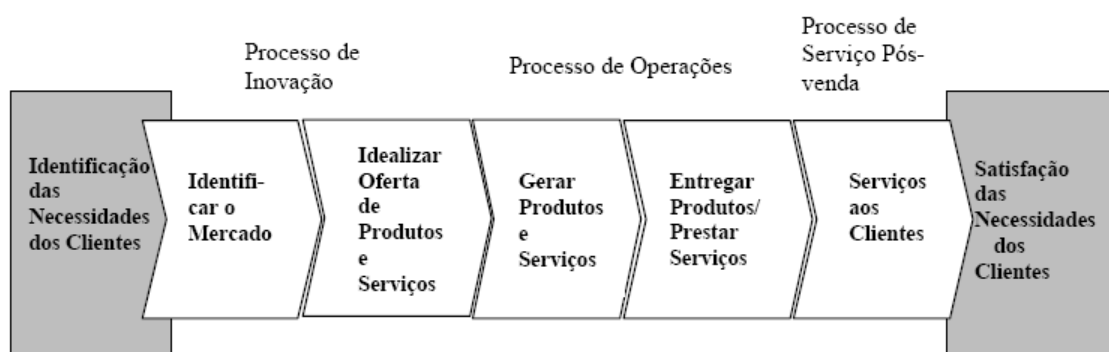 Processo de
Inovação
Processo de Operações
Processo de
Serviço Pós-
venda
Identificação
das
Necessidades
dos Clientes
Identifi-
car o
Mercado
Idealizar
Oferta
de
Produtos
e
Serviços
Gerar
Produtos
e
Serviços
Entregar
Produtos/
Prestar
Serviços
Serviços
aos
Clientes
Satisfação
das
Necessidades
dos
Clientes